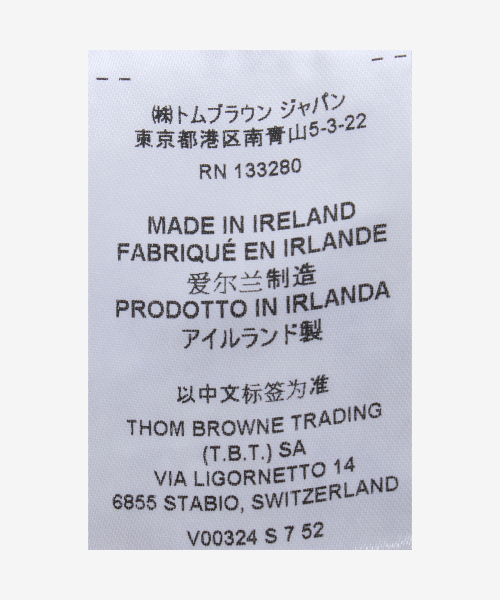 ㈱トムブラウン ジャパン
東京都港区南青山5-3-22
RN 133280
MADE IN IRELAND
FABRIQUÉ EN IRLANDE
爱尔兰制造
PRODOTTO IN IRLANDA
アイルランド製
以中文标签为准
THOM BROWNE TRADING
(T.B.T.) SA
VIA LIGORNETTO 14
6855 STABIO, SWITZERLAND
V00324 S 7 52